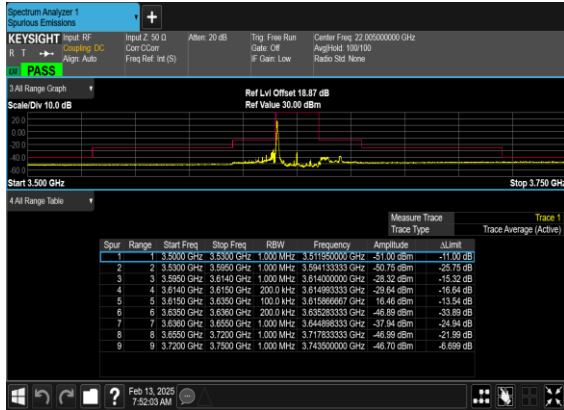 Spectrum Analyzer 1
Spurious Emissions
+
KEYSIGHT Input: RF Input Z: 50 Ω Atten: 20 dB Trig: Free Run Center Freq: 22.005000000 GHz
R T Coupling: DC Corr CCorr Gate: Off Avg|Hold: 100/100
Align: Auto Freq Ref: Int (S) IF Gain: Low Radio Std: None
PASS
3 All Range Graph
Ref Lvl Offset 18.87 dB
Scale/Div 10.0 dB Ref Value 30.00 dBm
20.0
0.00
-20.0
-40.0
-60.0
Start 3.500 GHz Stop 3.750 GHz
4 All Range Table
Measure Trace Trace 1
Trace Type Trace Average (Active)
Spur Range Start Freq Stop Freq RBW Frequency Amplitude ΔLimit
1 1 3.5000 GHz 3.5300 GHz 1.000 MHz 3.511950000 GHz -51.00 dBm -11.00 dB
2 2 3.5300 GHz 3.5950 GHz 1.000 MHz 3.594133333 GHz -50.75 dBm -25.75 dB
3 3 3.5950 GHz 3.6140 GHz 1.000 MHz 3.614000000 GHz -28.32 dBm -15.32 dB
4 4 3.6140 GHz 3.6150 GHz 200.0 kHz 3.614993333 GHz -29.64 dBm -16.64 dB
5 5 3.6150 GHz 3.6350 GHz 100.0 kHz 3.615866667 GHz 16.46 dBm -13.54 dB
6 6 3.6350 GHz 3.6360 GHz 200.0 kHz 3.635283333 GHz -46.89 dBm -33.89 dB
7 7 3.6360 GHz 3.6550 GHz 1.000 MHz 3.644898333 GHz -37.94 dBm -24.94 dB
8 8 3.6550 GHz 3.7200 GHz 1.000 MHz 3.717833333 GHz -46.99 dBm -21.99 dB
9 9 3.7200 GHz 3.7500 GHz 1.000 MHz 3.743500000 GHz -46.70 dBm -6.699 dB
? Feb 13, 2025
7:52:03 AM